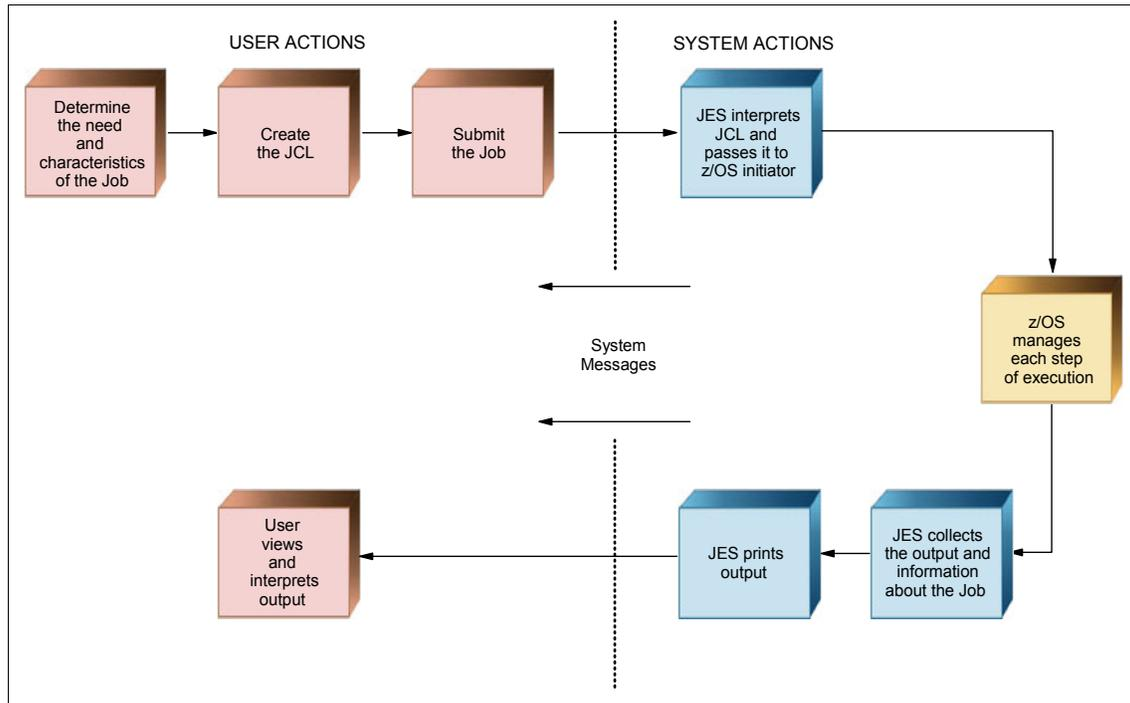 USER ACTIONS
SYSTEM ACTIONS
Determine
the need
and
characteristics
of the Job
Create
the JCL
Submit
the Job
JES interprets
JCL and
passes it to
z/OS initiator
z/OS
manages
each step
of execution
System
Messages
User
views
and
interprets
output
JES prints
output
JES collects
the output and
information
about the Job